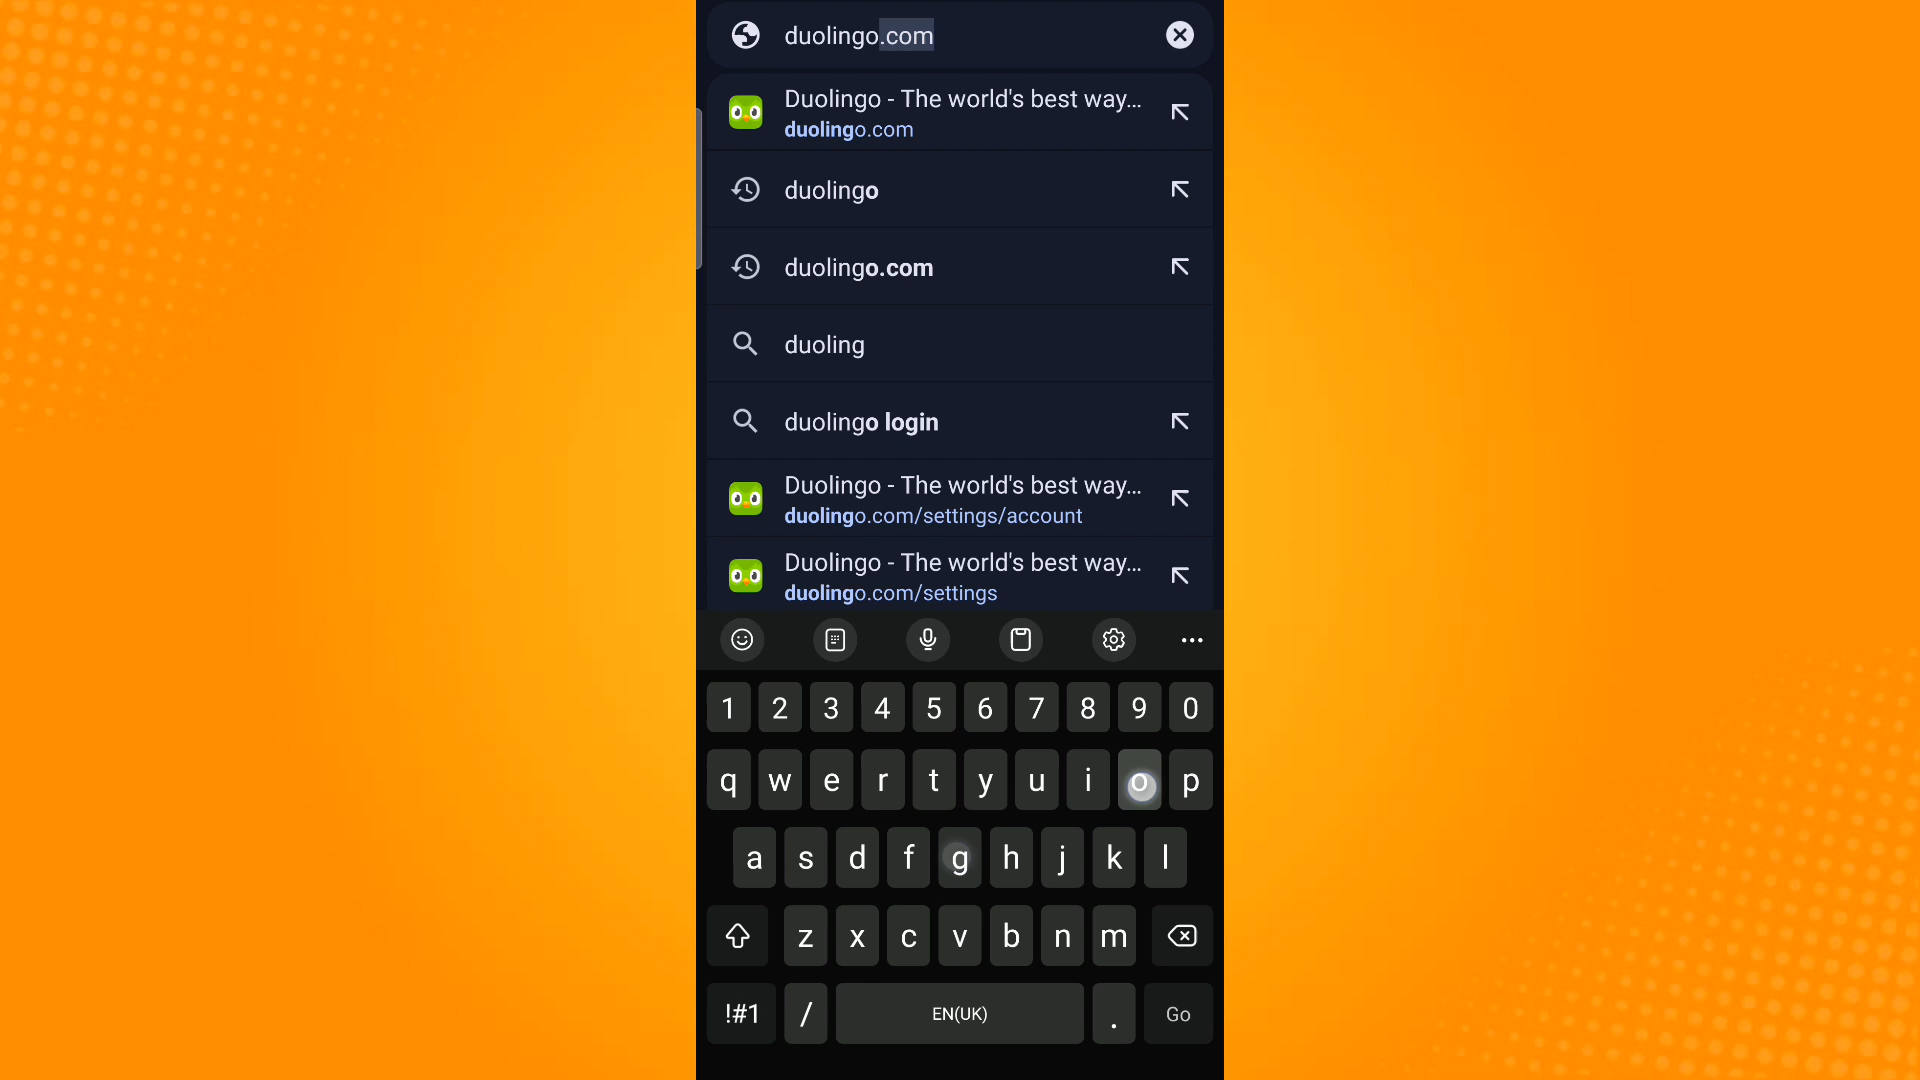 duolingo.com
Duolingo - The world's best way...
duolingo.com
duolingo
duolingo.com
duoling
duolingo login
Duolingo - The world's best way...
duolingo.com/settings/account
Duolingo - The world's best way...
duolingo.com/settings
1 2 3 4 5 6 7 8 9 0
q w e r t y u i o p
a s d f g h j k l
z x c v b n m
!#1 / EN(UK) . Go